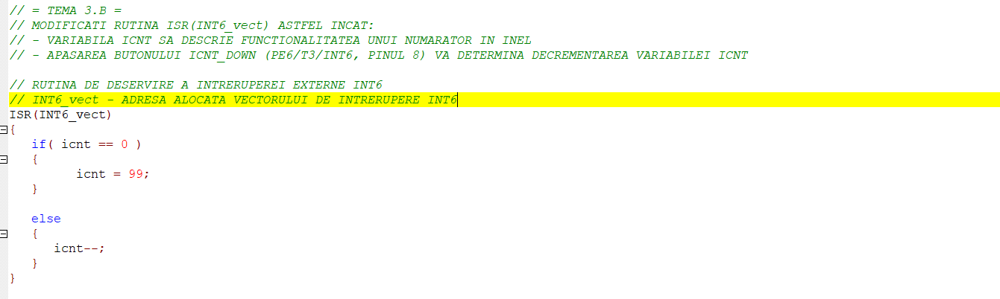 // = TEMA 3.B =
// MODIFICATI RUTINA ISR(INT6_vect) ASTFEL INCAT:
// - VARIABILA ICNT SA DESCRIE FUNCTIONALITATEA UNUI NUMARATOR IN INEL
// - APASAREA BUTONULUI ICNT_DOWN (PE6/T3/INT6, PINUL 8) VA DETERMINA DECREMENTAREA VARIABILEI ICNT
// RUTINA DE DESERVIRE A INTRERUPEREI EXTERNE INT6
// INT6_vect - ADRESA ALOCATA VECTORULUI DE INTRERUPERE INT6
ISR(INT6_vect)
{
if( icnt == 0 )
{
icnt = 99;
}
else
{
icnt--;
}
}